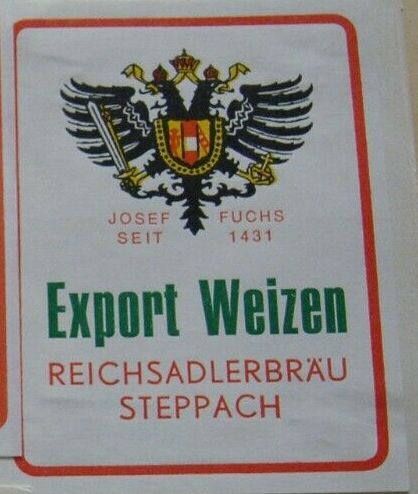 JOSEF FUCHS
SEIT 1431
Export Weizen
REICHSADLERBRÄU
STEPPACH